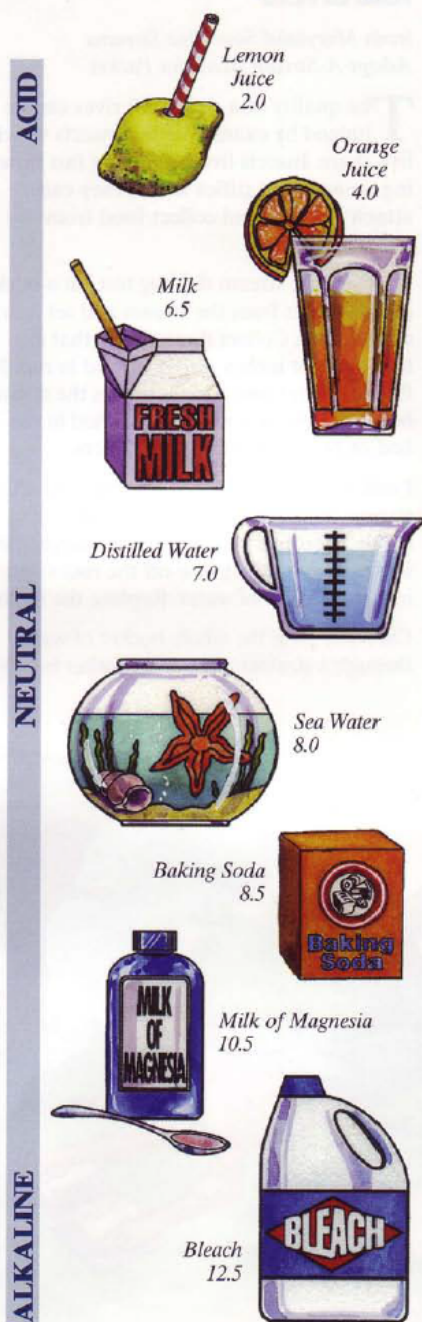 ACID
Lemon
Juice
2.0
Orange
Juice
4.0
Milk
6.5
FRESH
MILK
Distilled Water
7.0
NEUTRAL
Sea Water
8.0
Baking Soda
8.5
Baking
Soda
MILK
OF
MAGNESIA
Milk of Magnesia
10.5
ALKALINE
Bleach
12.5
BLEACH